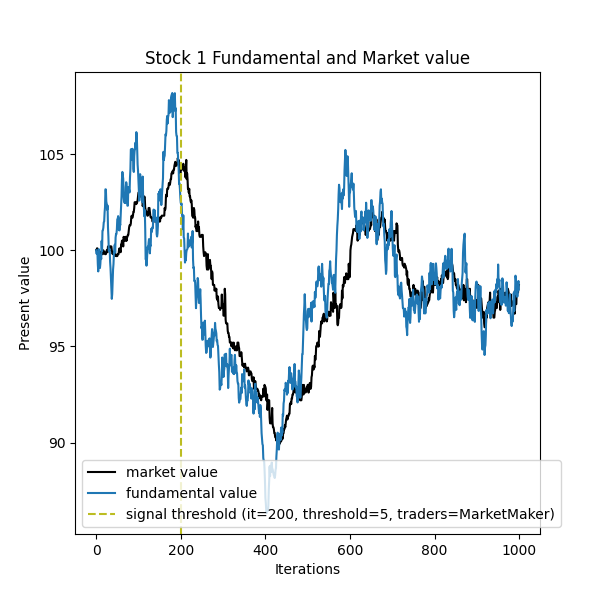 Stock 1 Fundamental and Market value
Present value
105
100
95
90
market value
fundamental value
signal threshold (it=200, threshold=5, traders=MarketMaker)
0
200
400
600
800
1000
Iterations